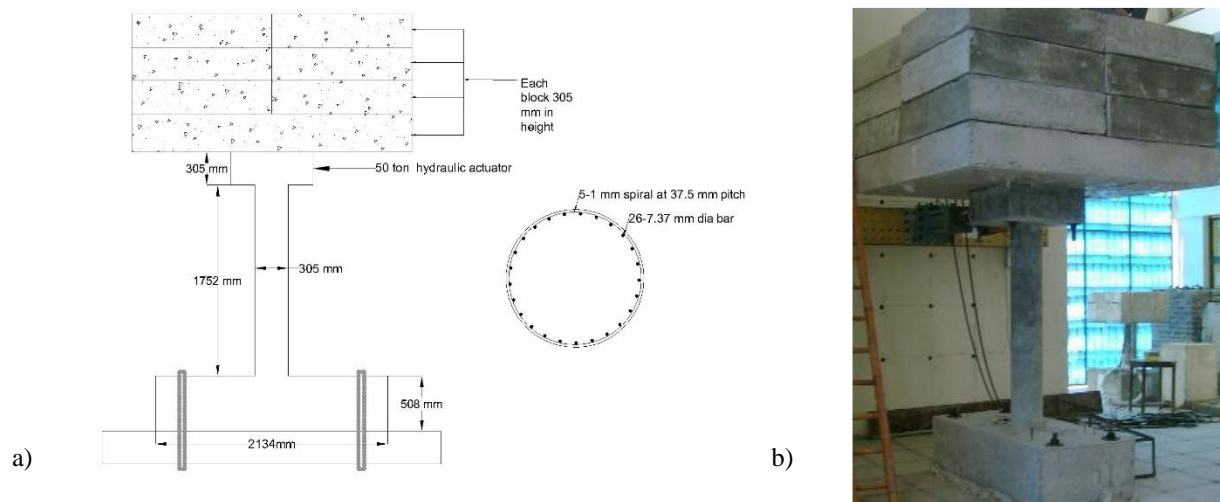 Each
block 305
mm in
height
305 mm
50 ton hydraulic actuator
5-1 mm spiral at 37.5 mm pitch
26-7.37 mm dia bar
305 mm
1752 mm
508 mm
2134mm
a)
b)